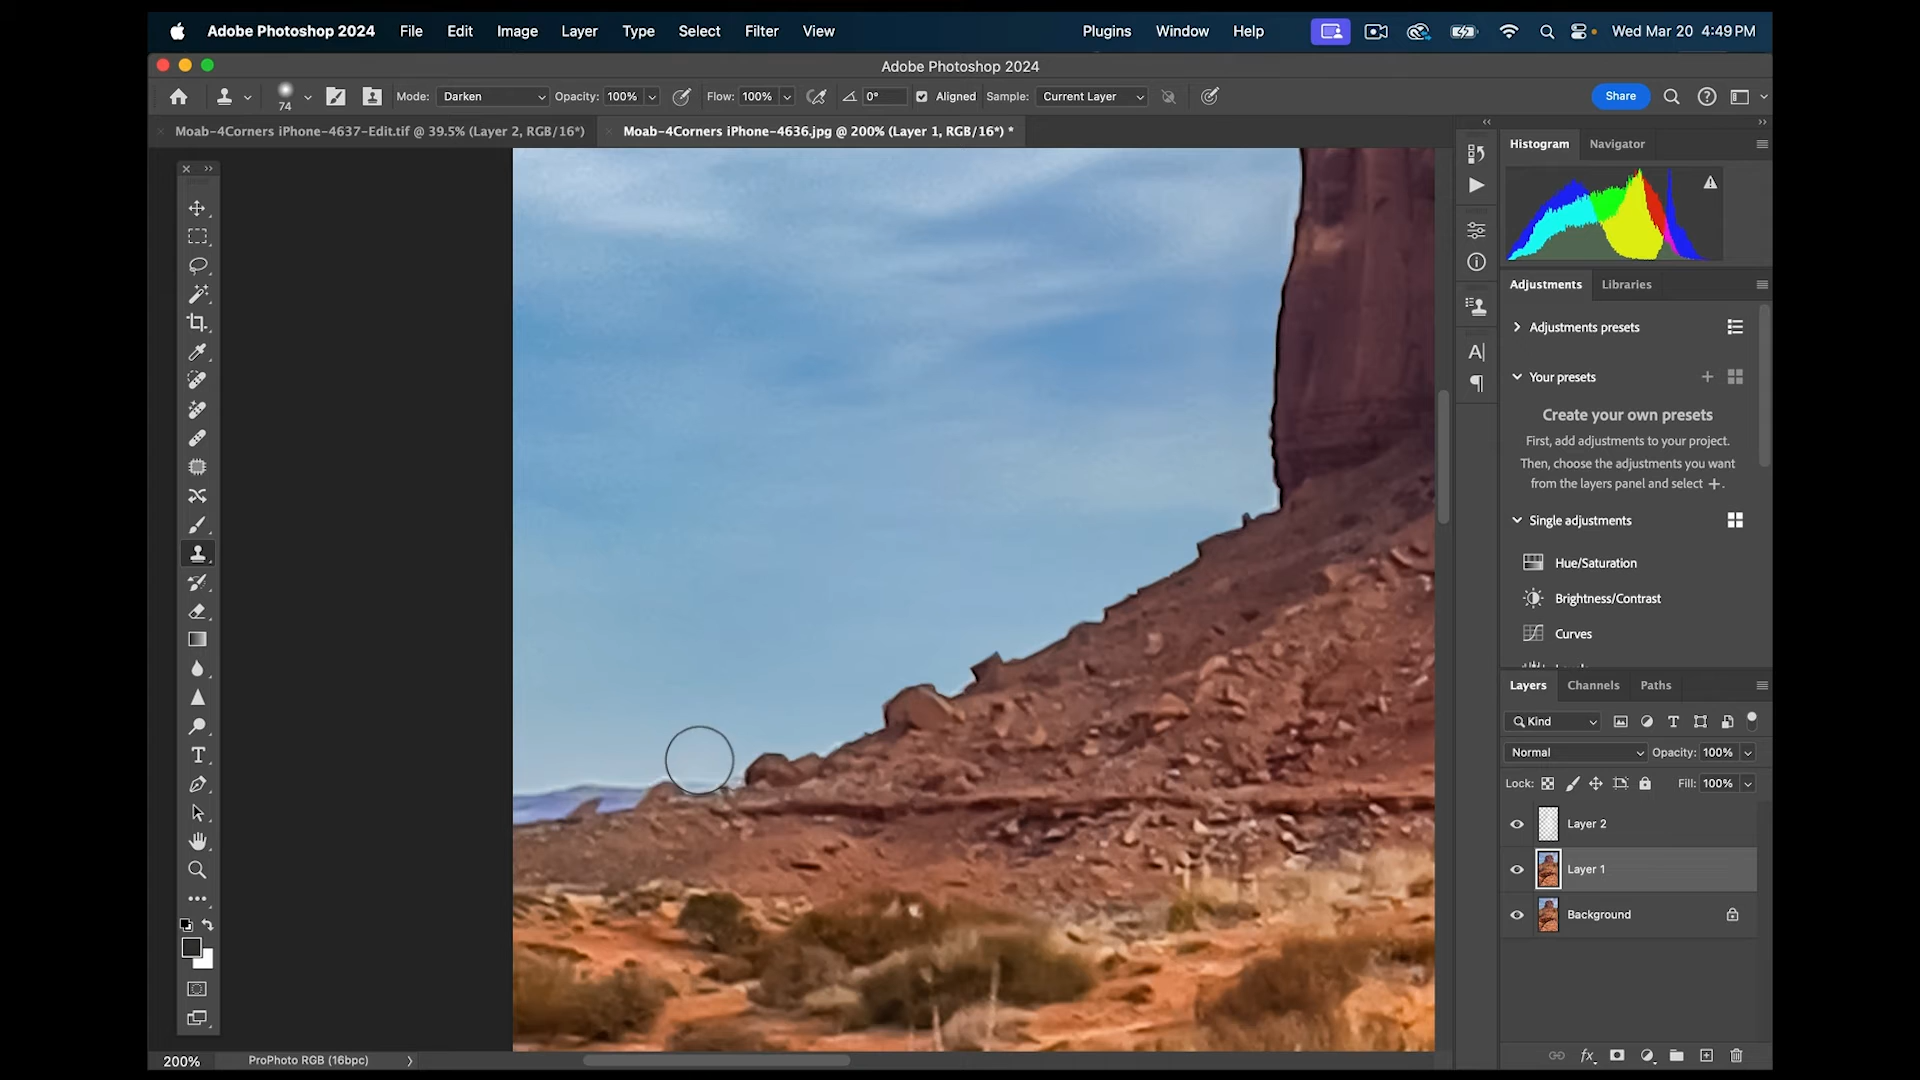 Adobe Photoshop 2024 File Edit Image Layer Type Select Filter View Plugins Window Help Wed Mar 20 4:49 PM
Adobe Photoshop 2024
74 Mode: Darken Opacity: 100% Flow: 100% 0° Aligned Sample: Current Layer Share
Moab-4Corners iPhone-4637-Edit.tif @ 39.5% (Layer 2, RGB/16*) Moab-4Corners iPhone-4636.jpg @ 200% (Layer 1, RGB/16*) *
Histogram Navigator
Adjustments Libraries
Adjustments presets
Your presets
Create your own presets
First, add adjustments to your project.
Then, choose the adjustments you want
from the layers panel and select +.
Single adjustments
Hue/Saturation
Brightness/Contrast
Curves
Layers Channels Paths
Kind
Normal Opacity: 100%
Lock: Fill: 100%
Layer 2
Layer 1
Background
fx
200% ProPhoto RGB (16bpc)